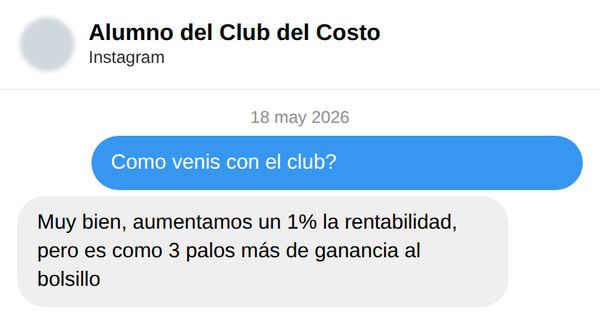 Alumno del Club del Costo
Instagram
18 may 2026
Como venis con el club?
Muy bien, aumentamos un 1% la rentabilidad,
pero es como 3 palos más de ganancia al
bolsillo